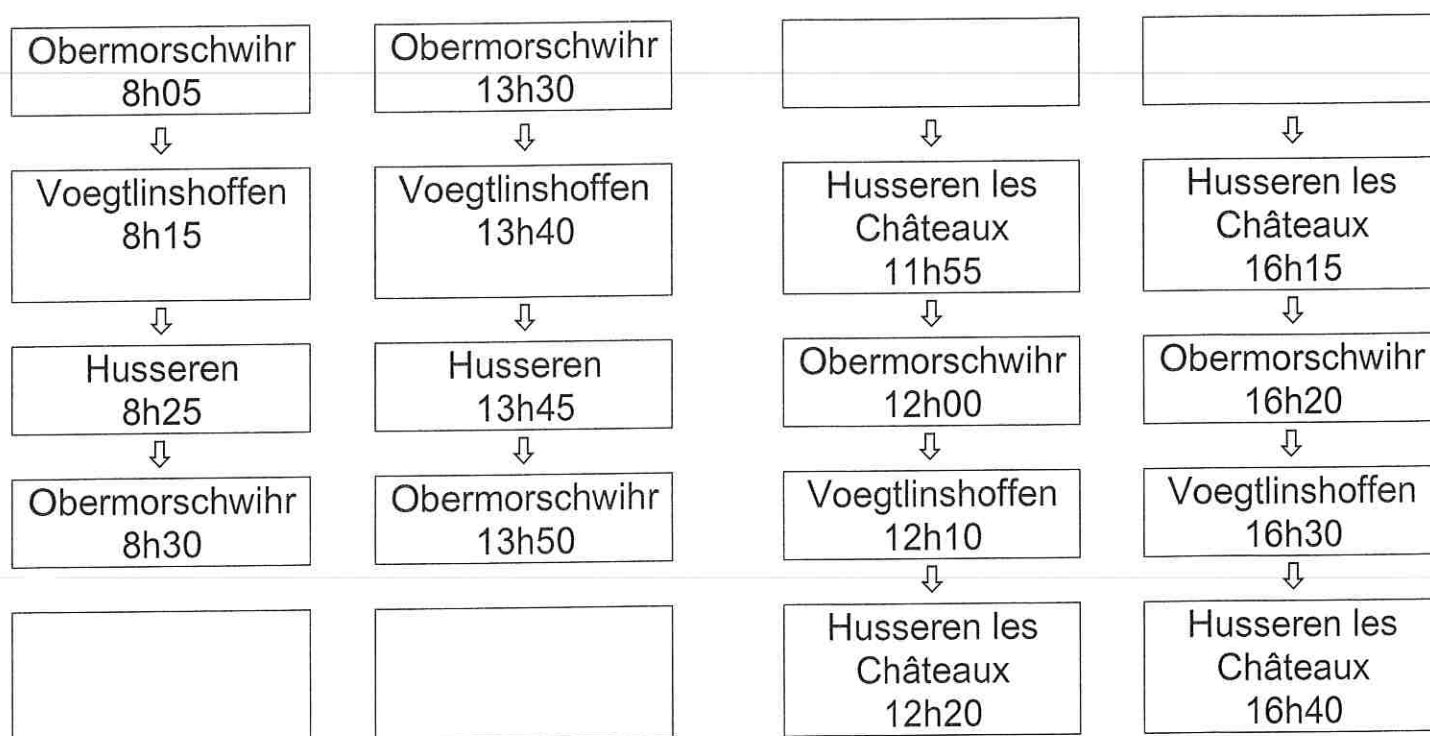 Obermorschwihr
8h05
Voegtlinshoffen
8h15
Husseren
8h25
Obermorschwihr
8h30
Obermorschwihr
13h30
Voegtlinshoffen
13h40
Husseren
13h45
Obermorschwihr
13h50
Husseren les
Châteaux
11h55
Obermorschwihr
12h00
Voegtlinshoffen
12h10
Husseren les
Châteaux
12h20
Husseren les
Châteaux
16h15
Obermorschwihr
16h20
Voegtlinshoffen
16h30
Husseren les
Châteaux
16h40